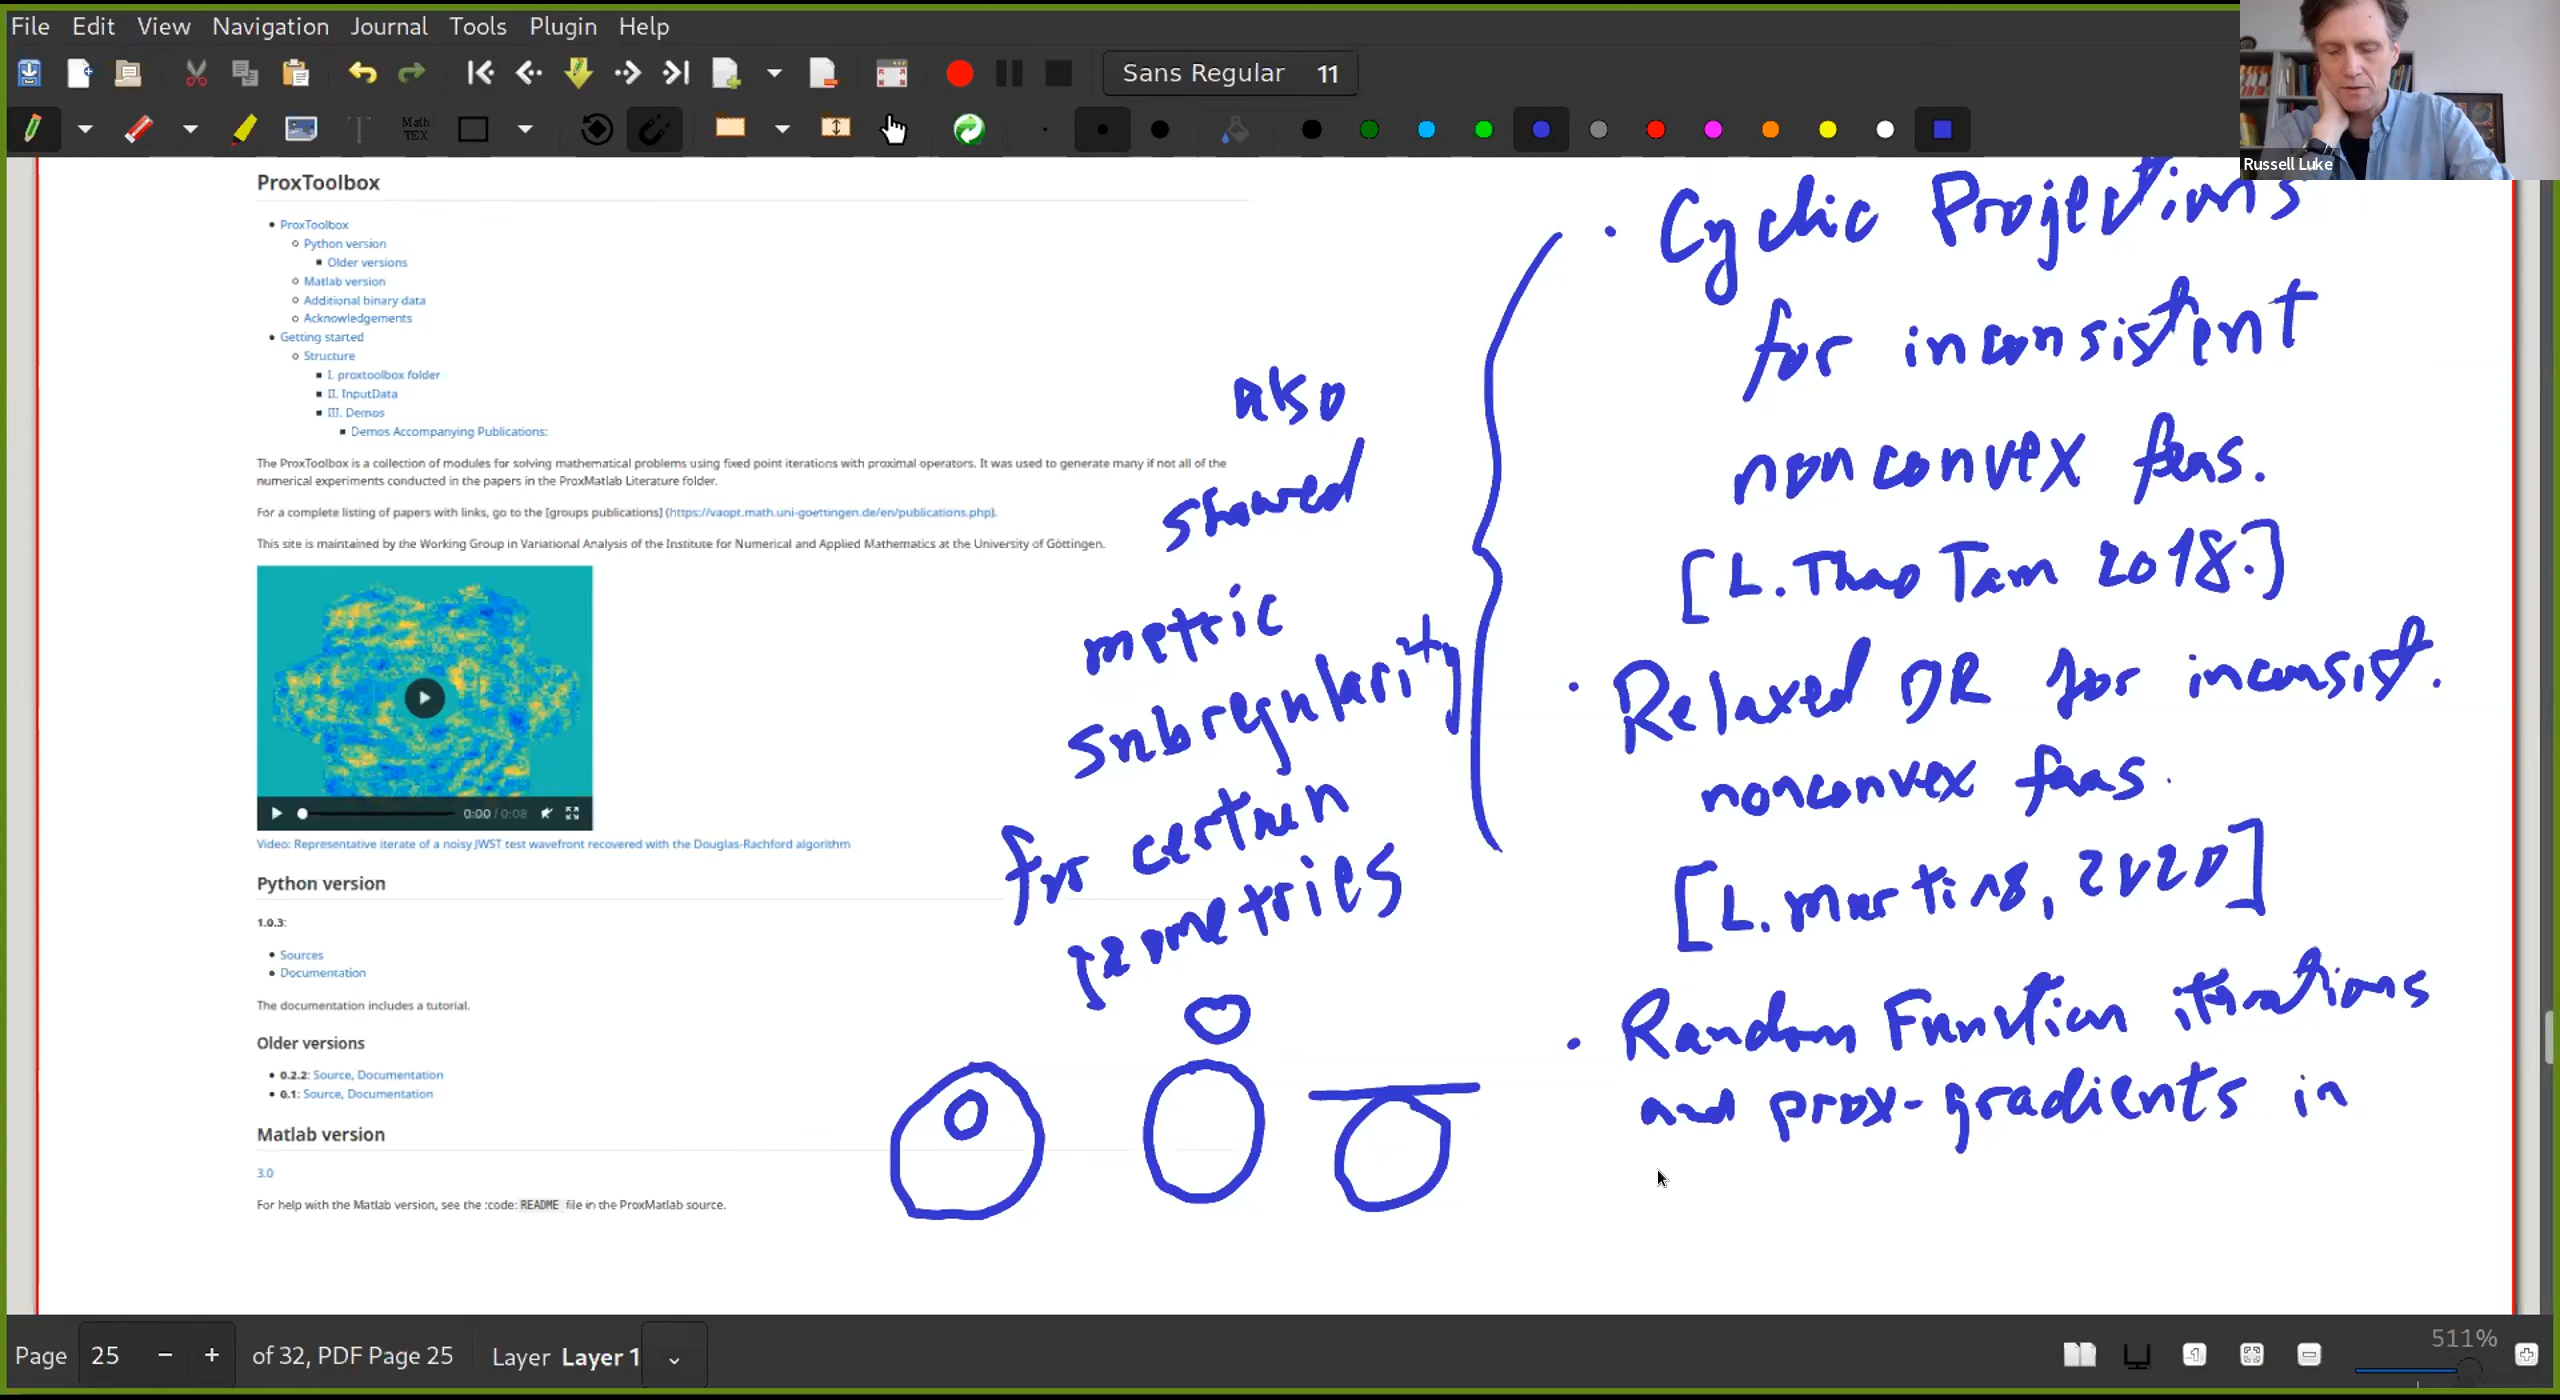 File Edit View Navigation Journal Tools Plugin Help
Sans Regular 11
Math
TEX
Russell Luke
ProxToolbox
ProxToolbox
Python version
Older versions
Matlab version
Additional binary data
Acknowledgements
Getting started
Structure
I. proxtoolbox folder
II. InputData
III. Demos
Demos Accompanying Publications:
The ProxToolbox is a collection of modules for solving mathematical problems using fixed point iterations with proximal operators. It was used to generate many if not all of the
numerical experiments conducted in the papers in the ProxMatlab Literature folder.
For a complete listing of papers with links, go to the [groups publications] (https://vaopt.math.uni-goettingen.de/en/publications.php).
This site is maintained by the Working Group in Variational Analysis of the Institute for Numerical and Applied Mathematics at the University of Göttingen.
0:00 / 0:08
Video: Representative iterate of a noisy JWST test wavefront recovered with the Douglas-Rachford algorithm
Python version
1.0.3:
Sources
Documentation
The documentation includes a tutorial.
Older versions
0.2.2: Source, Documentation
0.1: Source, Documentation
Matlab version
3.0
For help with the Matlab version, see the :code: README file in the ProxMatlab source.
also
showed
metric
subregularity
for certain
geometries
· Cyclic Projections
for inconsistent
nonconvex feas.
[L. Thao Tam 2018.]
· Relaxed DR for inconsist.
nonconvex feas.
[L. Martins, 2020]
· Random Function iterations
and prox-gradients in
Page 25 − + of 32, PDF Page 25 Layer Layer 1
511%